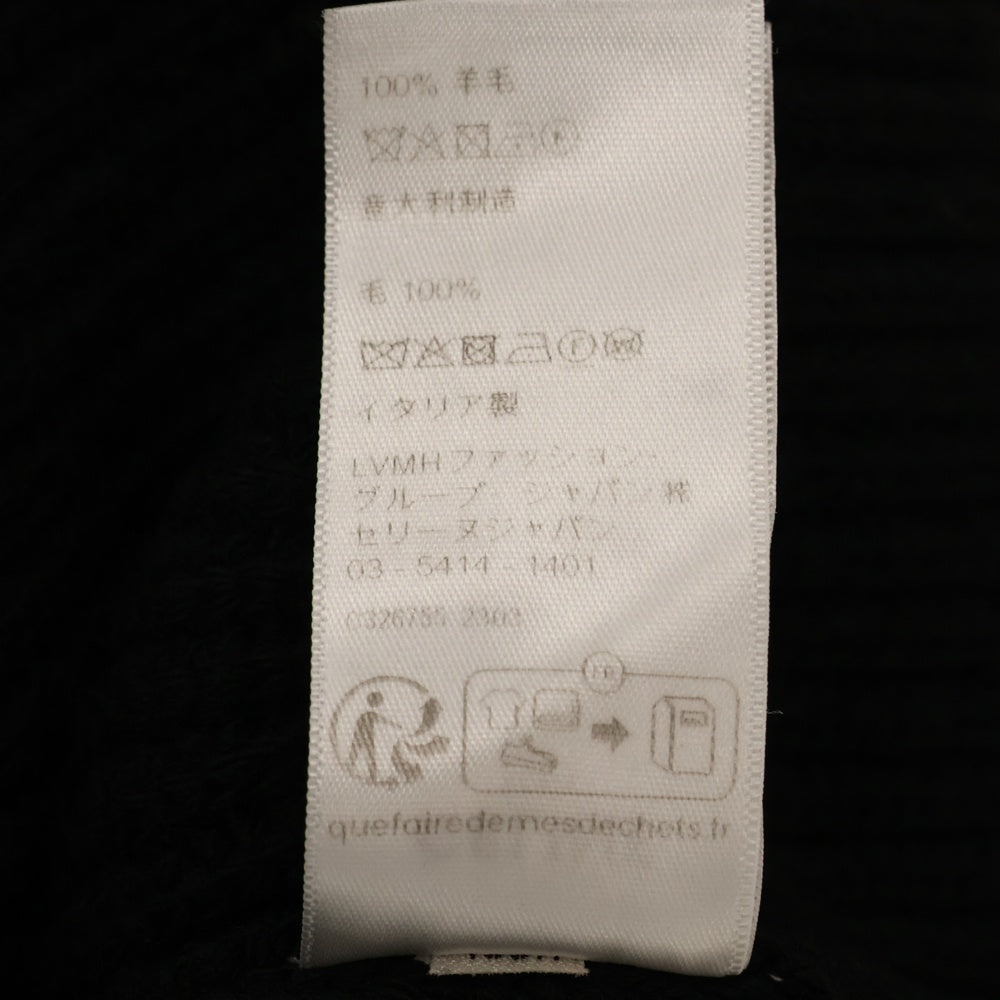 100% 羊毛
意大利制造
毛 100%
F
イタリア製
LVMHファッション・
グループ・ジャパン㈱
セリーヌジャパン
03-5414-1401
0326755 2303
FR
quefairedemesdechets.fr